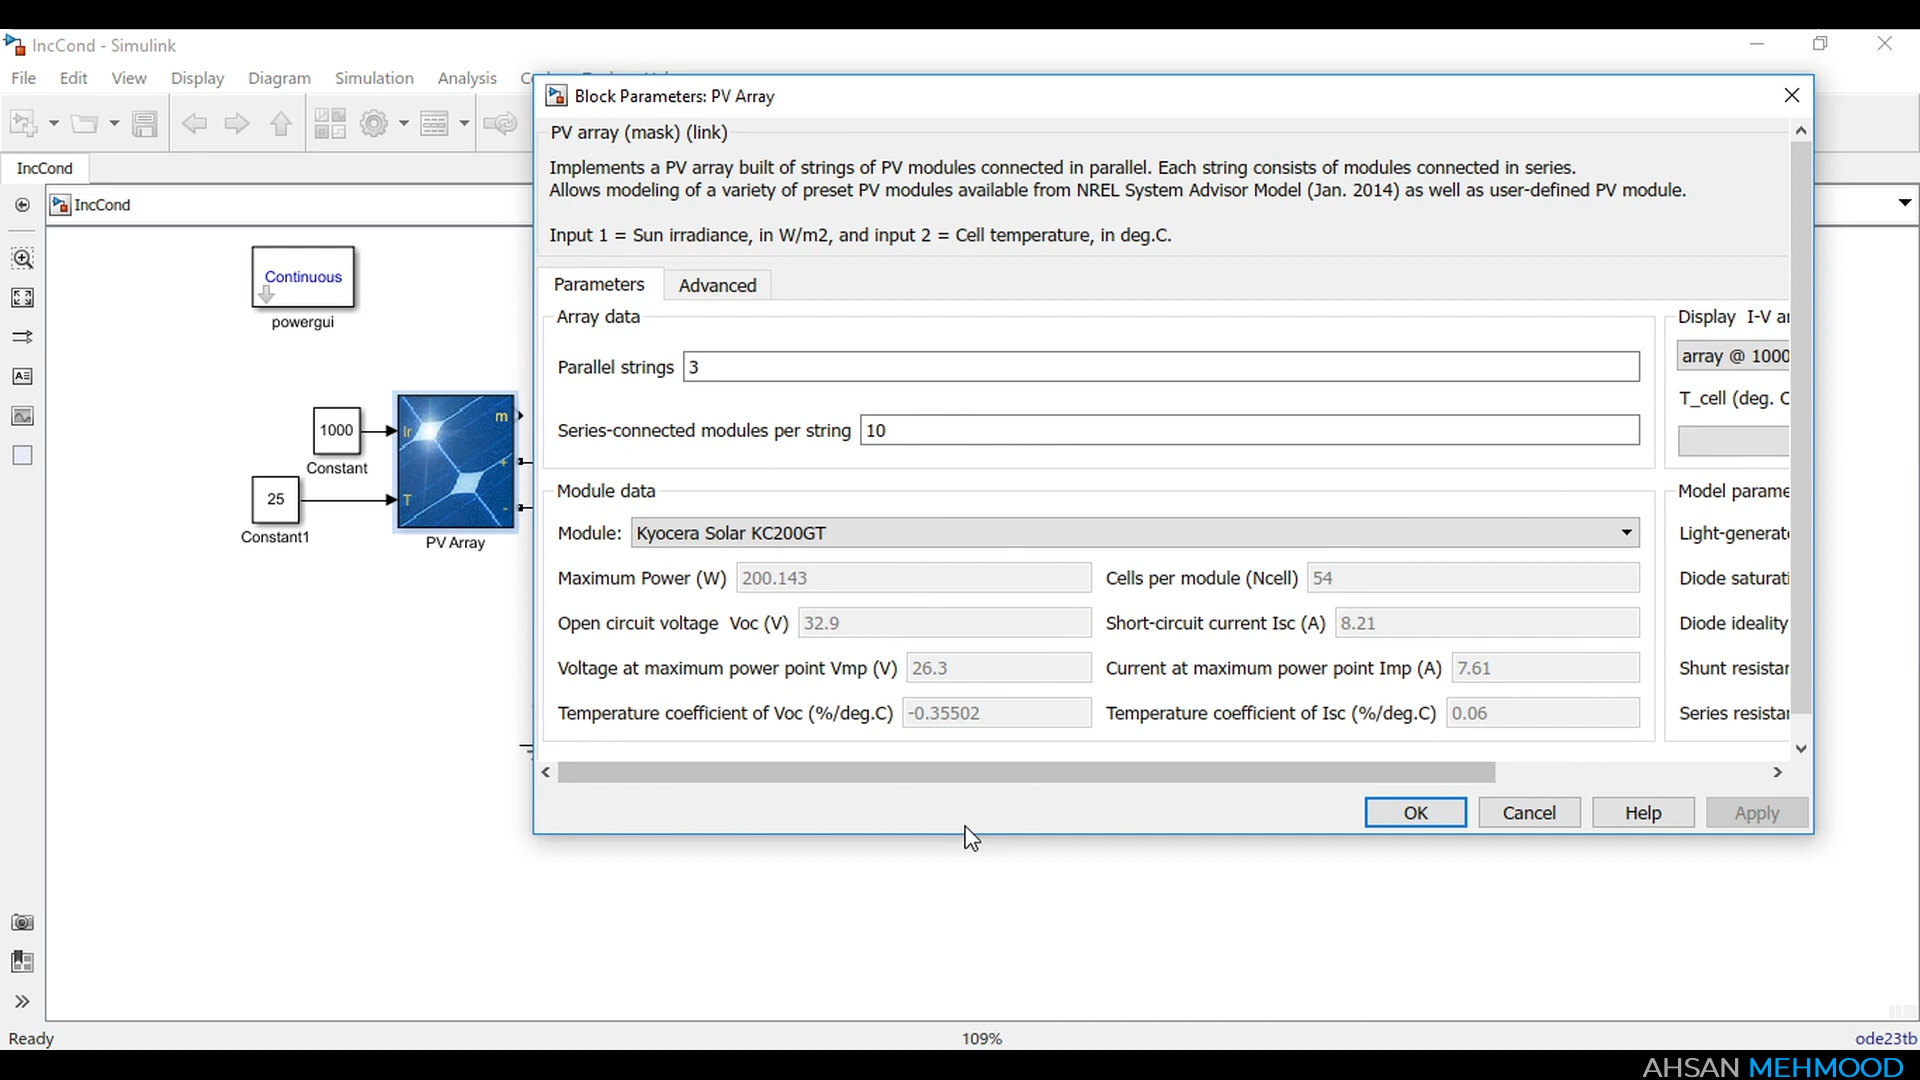 IncCond - Simulink
File Edit View Display Diagram Simulation Analysis
IncCond
IncCond
Continuous
powergui
1000
Constant
25
Constant1
Ir
T
m
+
-
PV Array
Block Parameters: PV Array
PV array (mask) (link)
Implements a PV array built of strings of PV modules connected in parallel. Each string consists of modules connected in series.
Allows modeling of a variety of preset PV modules available from NREL System Advisor Model (Jan. 2014) as well as user-defined PV module.
Input 1 = Sun irradiance, in W/m2, and input 2 = Cell temperature, in deg.C.
Parameters Advanced
Array data
Parallel strings 3
Series-connected modules per string 10
Display I-V a
array @ 1000
T_cell (deg. C
Module data
Module: Kyocera Solar KC200GT
Maximum Power (W) 200.143 Cells per module (Ncell) 54
Open circuit voltage Voc (V) 32.9 Short-circuit current Isc (A) 8.21
Voltage at maximum power point Vmp (V) 26.3 Current at maximum power point Imp (A) 7.61
Temperature coefficient of Voc (%/deg.C) -0.35502 Temperature coefficient of Isc (%/deg.C) 0.06
Model parame
Light-generat
Diode saturati
Diode ideality
Shunt resistar
Series resistar
OK Cancel Help Apply
Ready 109% ode23tb
AHSAN MEHMOOD